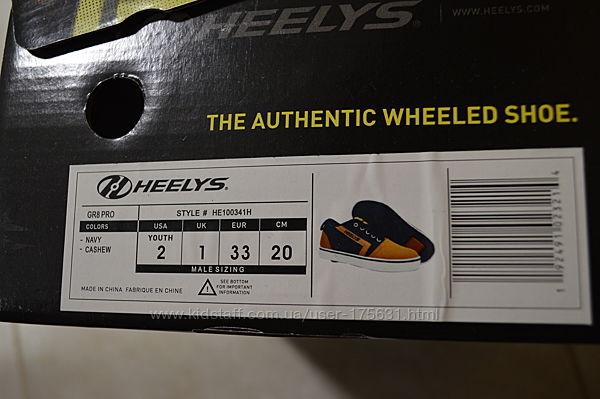 HEELYS
WWW.HEELYS.COM
THE AUTHENTIC WHEELED SHOE.
HEELYS®
GR8 PRO STYLE # HE100341H
COLORS USA UK EUR CM
- NAVY
- CASHEW
YOUTH
2 1 33 20
MALE SIZING
MADE IN CHINA FABRIQUE EN CHINE
SEE BOTTOM
FOR IMPORTANT
INFORMATION
www.kidstaff.com.ua/user-175631.html